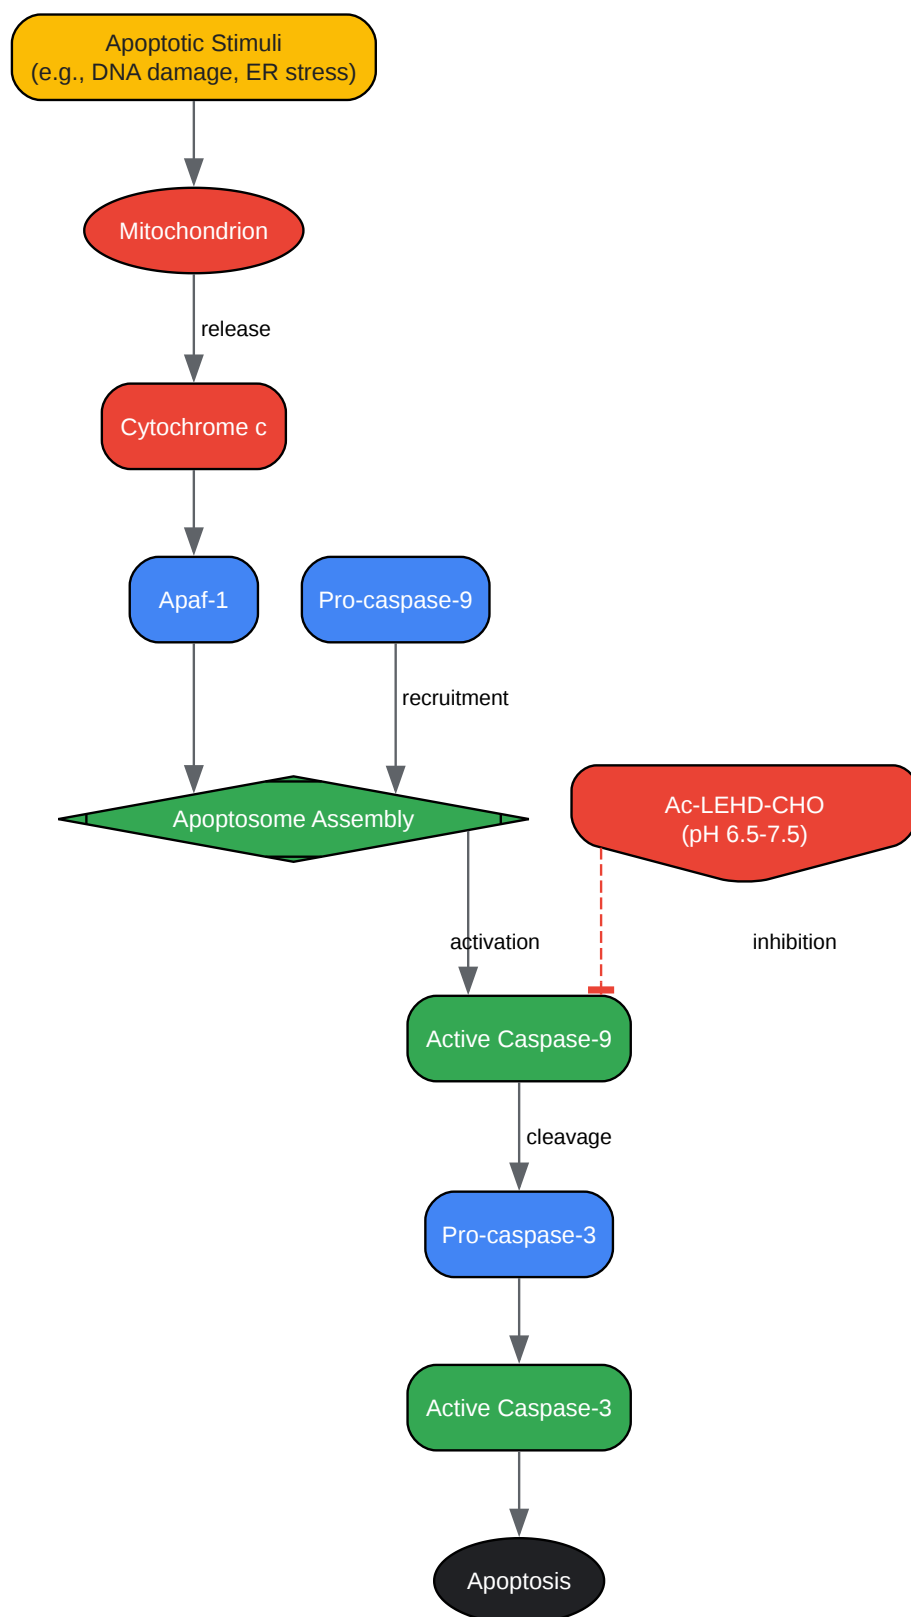 Apoptotic Stimuli
(e.g., DNA damage, ER stress)
Mitochondrion
release
Cytochrome c
Apaf-1
Pro-caspase-9
recruitment
Apoptosome Assembly
Ac-LEHD-CHO
(pH 6.5-7.5)
activation
inhibition
Active Caspase-9
cleavage
Pro-caspase-3
Active Caspase-3
Apoptosis